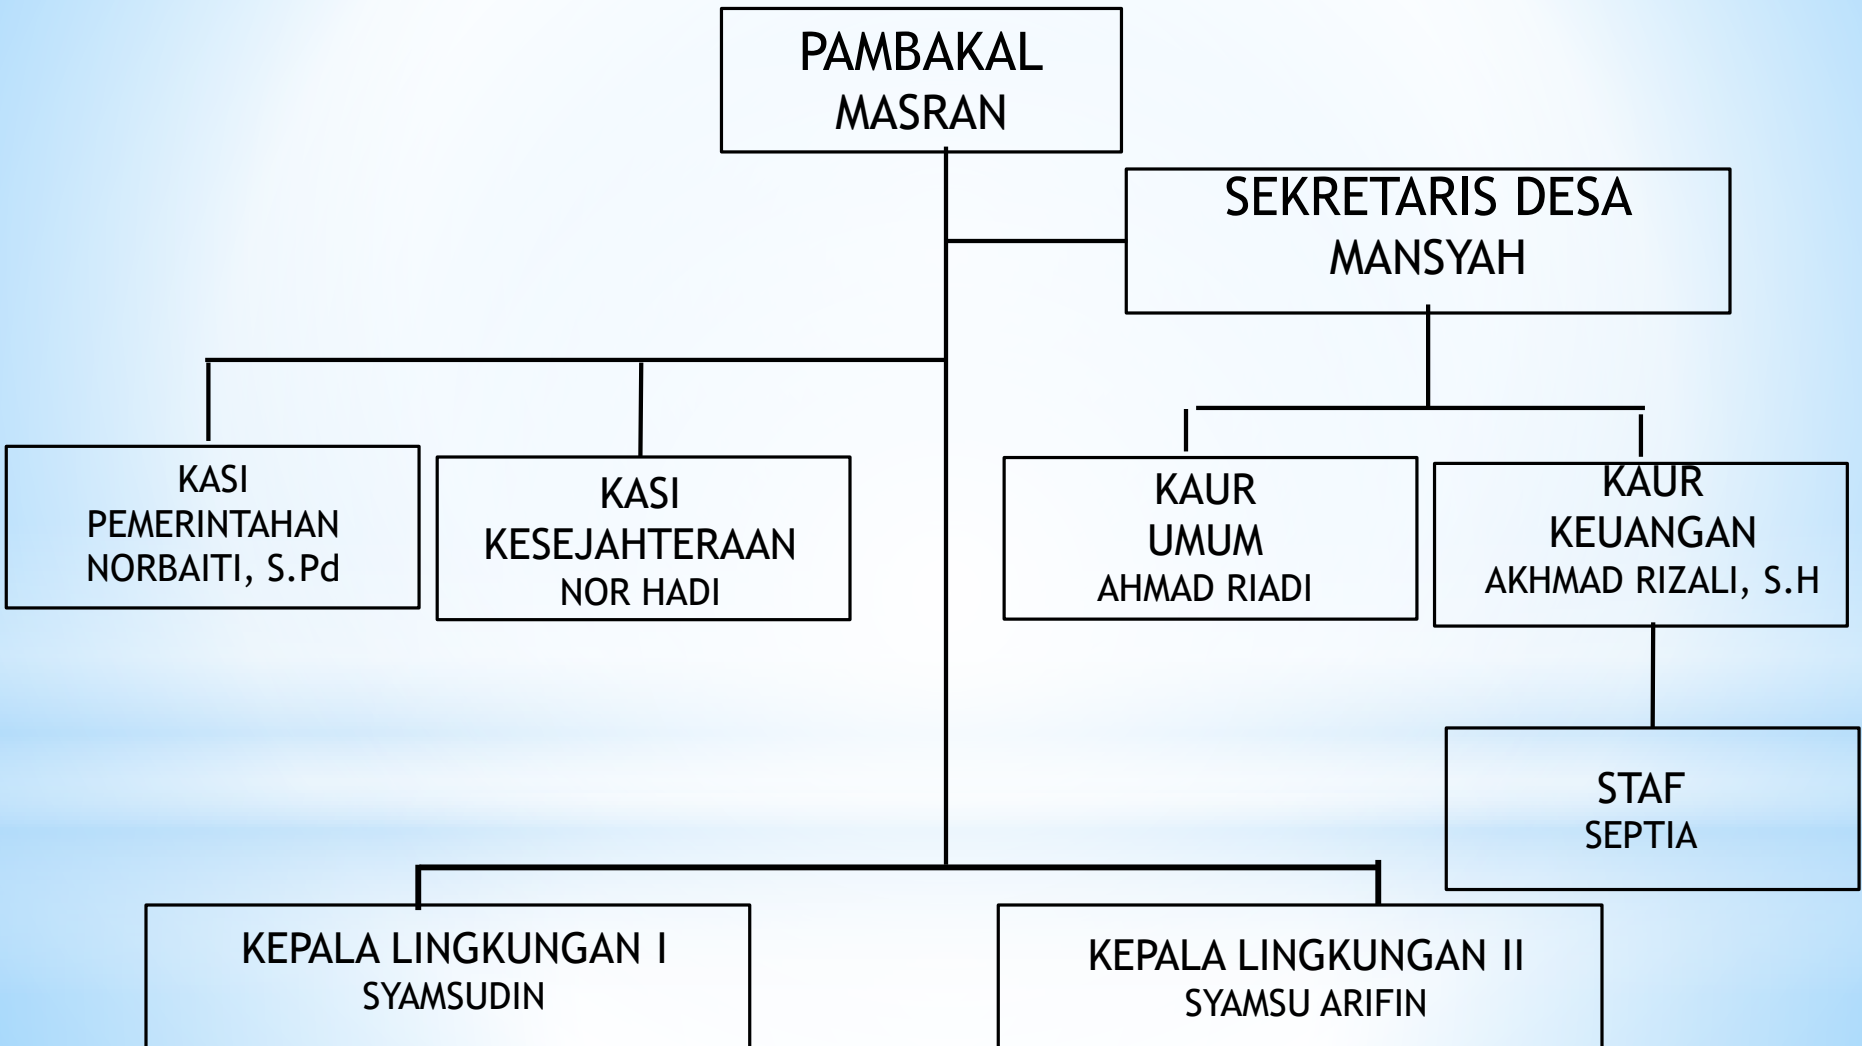 PAMBAKAL
MASRAN
SEKRETARIS DESA
MANSYAH
KASI
PEMERINTAHAN
NORBAITI, S.Pd
KASI
KESEJAHTERAAN
NOR HADI
KAUR
UMUM
AHMAD RIADI
KAUR
KEUANGAN
AKHMAD RIZALI, S.H
STAF
SEPTIA
KEPALA LINGKUNGAN I
SYAMSUDIN
KEPALA LINGKUNGAN II
SYAMSU ARIFIN